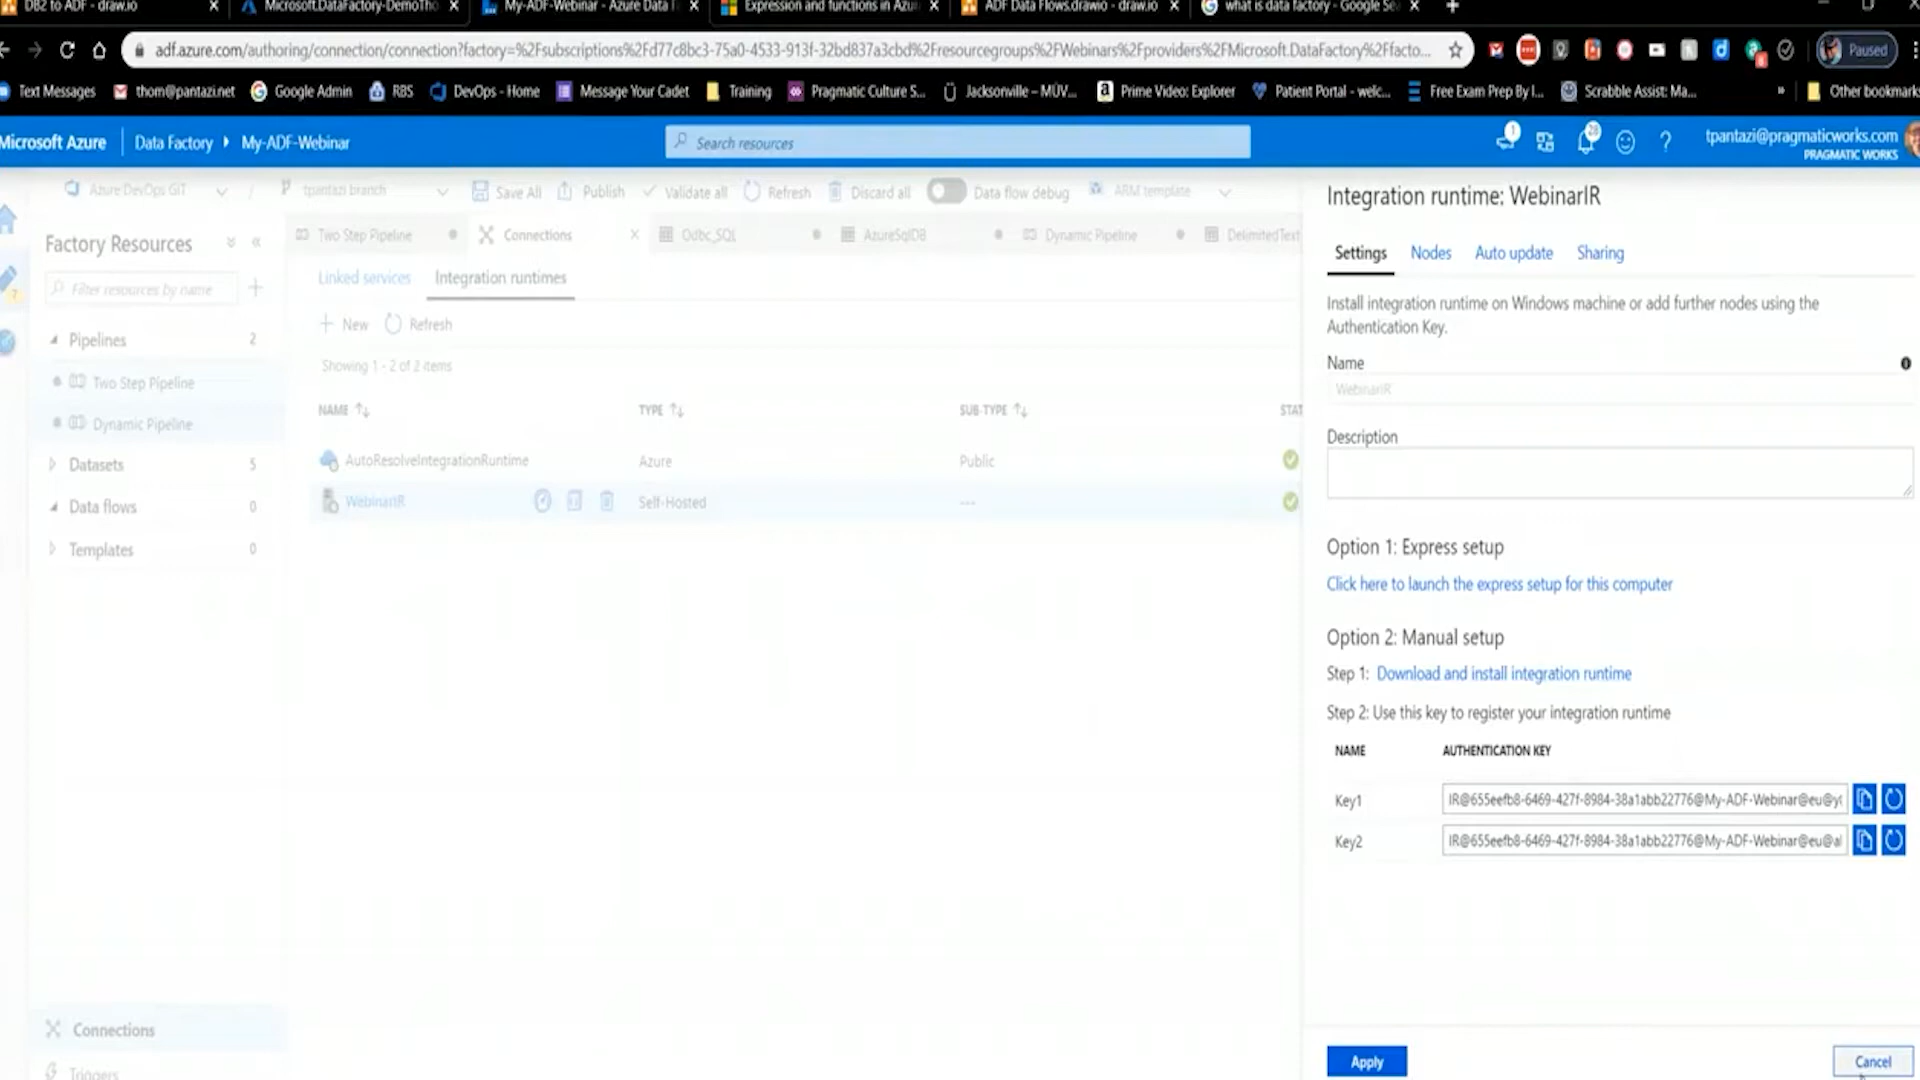 DB2 to ADF - draw.io
Microsoft.DataFactory-DemoTho
My-ADF-Webinar - Azure Data F
Expression and functions in Azur
ADF Data Flows.drawio - draw.io
what is data factory - Google Se
adf.azure.com/authoring/connection/connection?factory=%2Fsubscriptions%2Fd77c8bc3-75a0-4533-913f-32bd837a3cbd%2Fresourcegroups%2FWebinars%2Fproviders%2FMicrosoft.DataFactory%2Ffacto...
Paused
Text Messages
thom@pantazi.net
Google Admin
RBS
DevOps - Home
Message Your Cadet
Training
Pragmatic Culture S...
Jacksonville – MÜV...
Prime Video: Explorer
Patient Portal - welc...
Free Exam Prep By I...
Scrabble Assist: Ma...
»
Other bookmarks
Microsoft Azure
Data Factory
My-ADF-Webinar
Search resources
1
?
tpantazi@pragmaticworks.com
PRAGMATIC WORKS
Azure DevOps GIT
/
tpantazi branch
Save All
Publish
Validate all
Refresh
Discard all
Data flow debug
ARM template
Factory Resources
Filter resources by name
Pipelines 2
Two Step Pipeline
Dynamic Pipeline
Datasets 5
Data flows 0
Templates 0
Connections
Triggers
Two Step Pipeline
Connections
Odbc_SQL
AzureSqlDB
Dynamic Pipeline
DelimitedText
Linked services
Integration runtimes
New
Refresh
Showing 1 - 2 of 2 items
NAME TYPE SUB-TYPE STAT
AutoResolveIntegrationRuntime Azure Public
WebinarIR Self-Hosted ---
Integration runtime: WebinarIR
Settings Nodes Auto update Sharing
Install integration runtime on Windows machine or add further nodes using the
Authentication Key.
Name
WebinarIR
Description
Option 1: Express setup
Click here to launch the express setup for this computer
Option 2: Manual setup
Step 1: Download and install integration runtime
Step 2: Use this key to register your integration runtime
NAME AUTHENTICATION KEY
Key1 IR@655eefb8-6469-427f-8984-38a1abb22776@My-ADF-Webinar@eu@y
Key2 IR@655eefb8-6469-427f-8984-38a1abb22776@My-ADF-Webinar@eu@a
Apply
Cancel